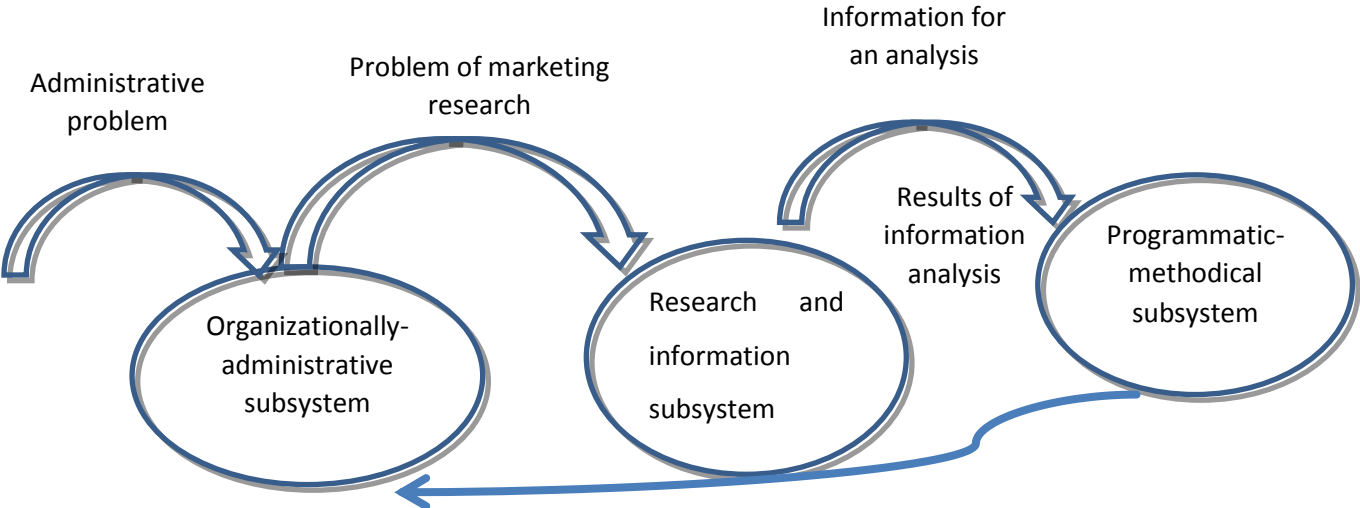 Administrative
problem
Problem of marketing
research
Information for
an analysis
Organizationally-
administrative
subsystem
Research and
information
subsystem
Results of
information
analysis
Programmatic-
methodical
subsystem